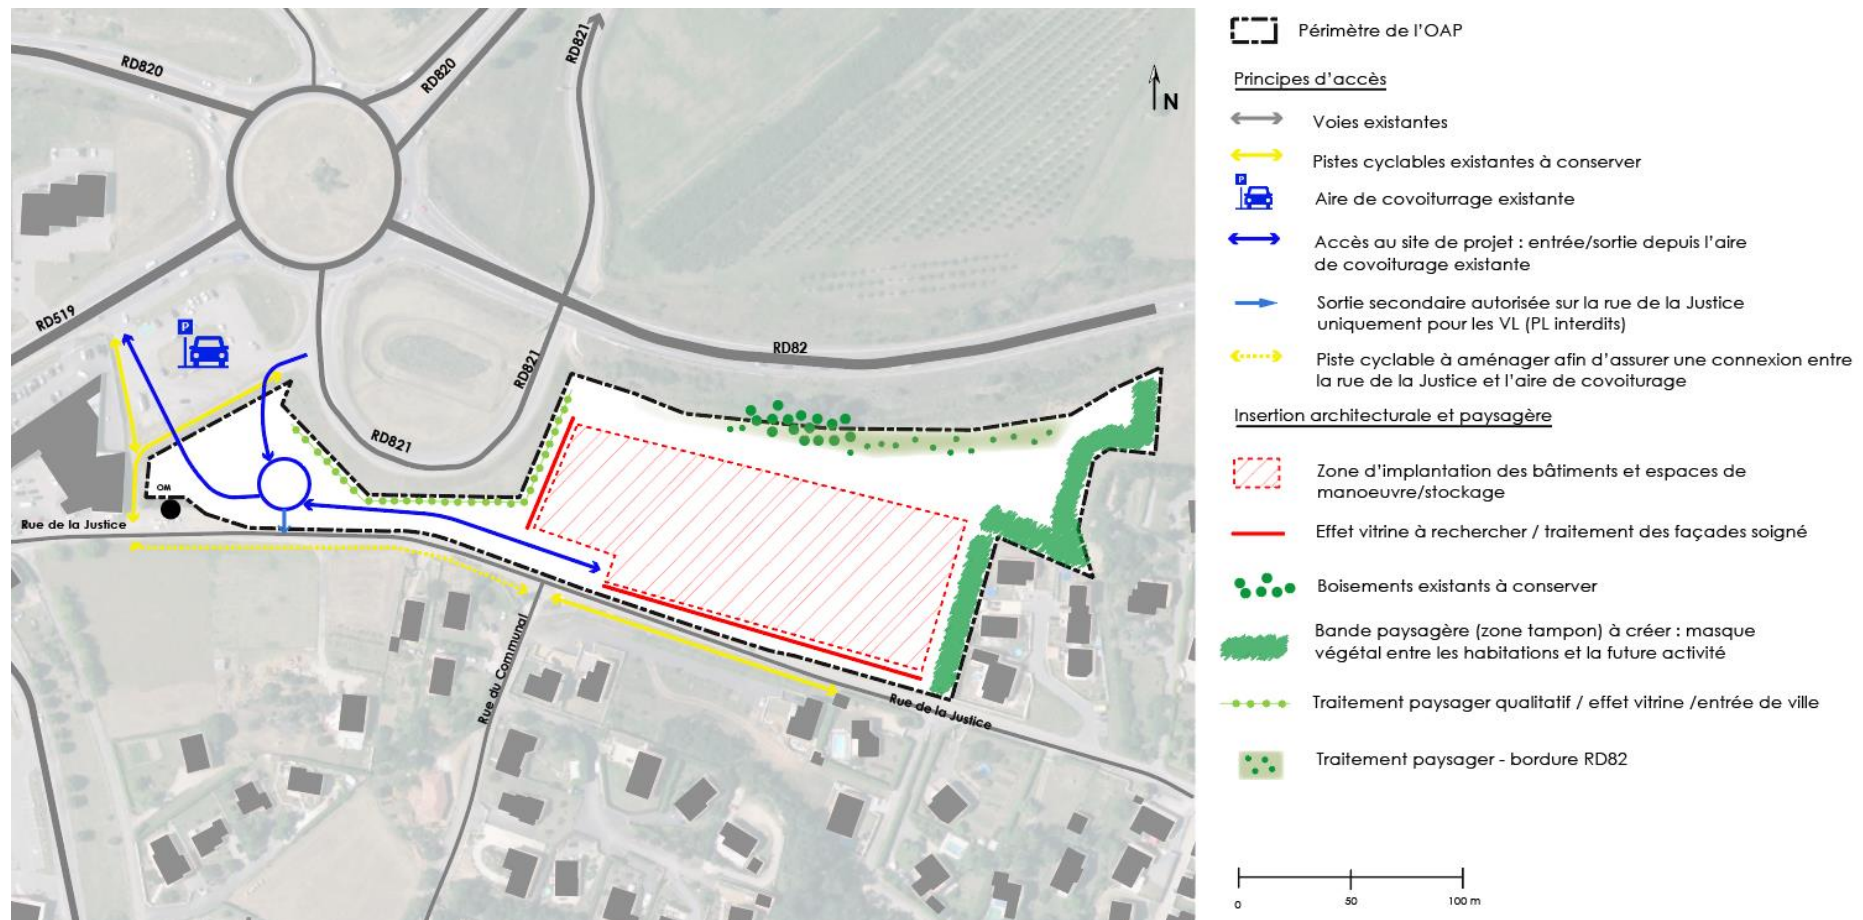 RD820
RD820
RD821
N
RD519
P
RD82
RD821
RD821
OM
Rue de la Justice
Rue du Communal
Rue de la Justice
Périmètre de l'OAP
Principes d'accès
Voies existantes
Pistes cyclables existantes à conserver
P
Aire de covoiturrage existante
Accès au site de projet : entrée/sortie depuis l'aire
de covoiturage existante
Sortie secondaire autorisée sur la rue de la Justice
uniquement pour les VL (PL interdits)
Piste cyclable à aménager afin d'assurer une connexion entre
la rue de la Justice et l'aire de covoiturage
Insertion architecturale et paysagère
Zone d'implantation des bâtiments et espaces de
manoeuvre/stockage
Effet vitrine à rechercher / traitement des façades soigné
Boisements existants à conserver
Bande paysagère (zone tampon) à créer : masque
végétal entre les habitations et la future activité
Traitement paysager qualitatif / effet vitrine /entrée de ville
Traitement paysager - bordure RD82
0 50 100 m